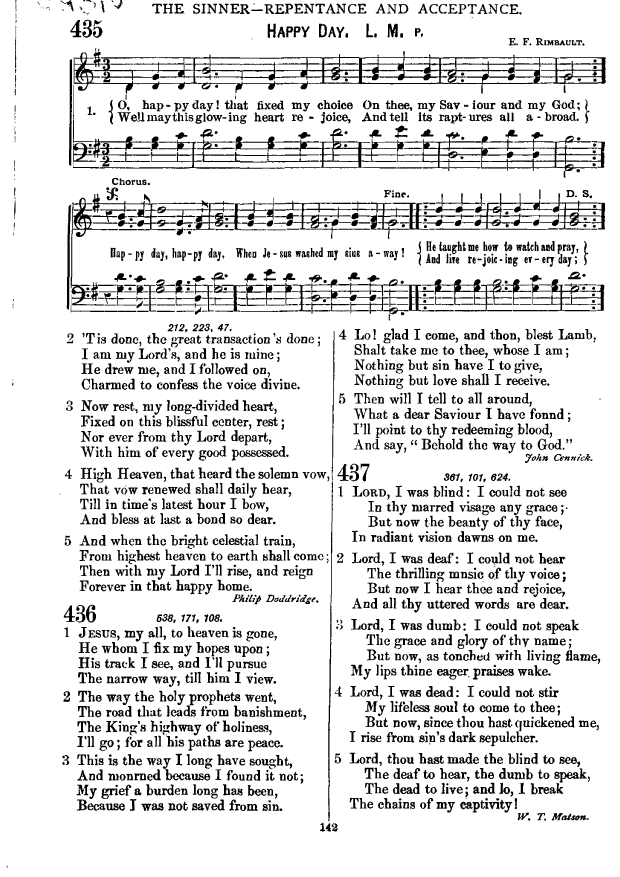 THE SINNER—REPENTANCE AND ACCEPTANCE.
435
HAPPY DAY. L. M. P.
E. F. RIMBAULT.
1. O, hap-py day! that fixed my choice On thee, my Sav-iour and my God;
Well may this glow-ing heart re-joice, And tell its rapt-ures all a-broad.
Chorus.
Fine.
D. S.
Hap-py day, hap-py day, When Je-sus washed my sins a-way!
He taught me how to watch and pray,
And live re-joic-ing ev-ery day;
212, 223, 47.
2 'Tis done, the great transaction's done;
I am my Lord's, and he is mine;
He drew me, and I followed on,
Charmed to confess the voice divine.
3 Now rest, my long-divided heart,
Fixed on this blissful center, rest;
Nor ever from thy Lord depart,
With him of every good possessed.
4 High Heaven, that heard the solemn vow,
That vow renewed shall daily hear,
Till in time's latest hour I bow,
And bless at last a bond so dear.
5 And when the bright celestial train,
From highest heaven to earth shall come;
Then with my Lord I'll rise, and reign
Forever in that happy home.
Philip Doddridge.
436
538, 171, 108.
1 JESUS, my all, to heaven is gone,
He whom I fix my hopes upon;
His track I see, and I'll pursue
The narrow way, till him I view.
2 The way the holy prophets went,
The road that leads from banishment,
The King's highway of holiness,
I'll go; for all his paths are peace.
3 This is the way I long have sought,
And mourned because I found it not;
My grief a burden long has been,
Because I was not saved from sin.
4 Lo! glad I come, and thou, blest Lamb,
Shalt take me to thee, whose I am;
Nothing but sin have I to give,
Nothing but love shall I receive.
5 Then will I tell to all around,
What a dear Saviour I have found;
I'll point to thy redeeming blood,
And say, "Behold the way to God."
John Cennick.
437
361, 101, 624.
1 LORD, I was blind: I could not see
In thy marred visage any grace;
But now the beauty of thy face,
In radiant vision dawns on me.
2 Lord, I was deaf: I could not hear
The thrilling music of thy voice;
But now I hear thee and rejoice,
And all thy uttered words are dear.
3 Lord, I was dumb: I could not speak
The grace and glory of thy name;
But now, as touched with living flame,
My lips thine eager praises wake.
4 Lord, I was dead: I could not stir
My lifeless soul to come to thee;
But now, since thou hast quickened me,
I rise from sin's dark sepulcher.
5 Lord, thou hast made the blind to see,
The deaf to hear, the dumb to speak,
The dead to live; and lo, I break
The chains of my captivity!
W. T. Matson.
142